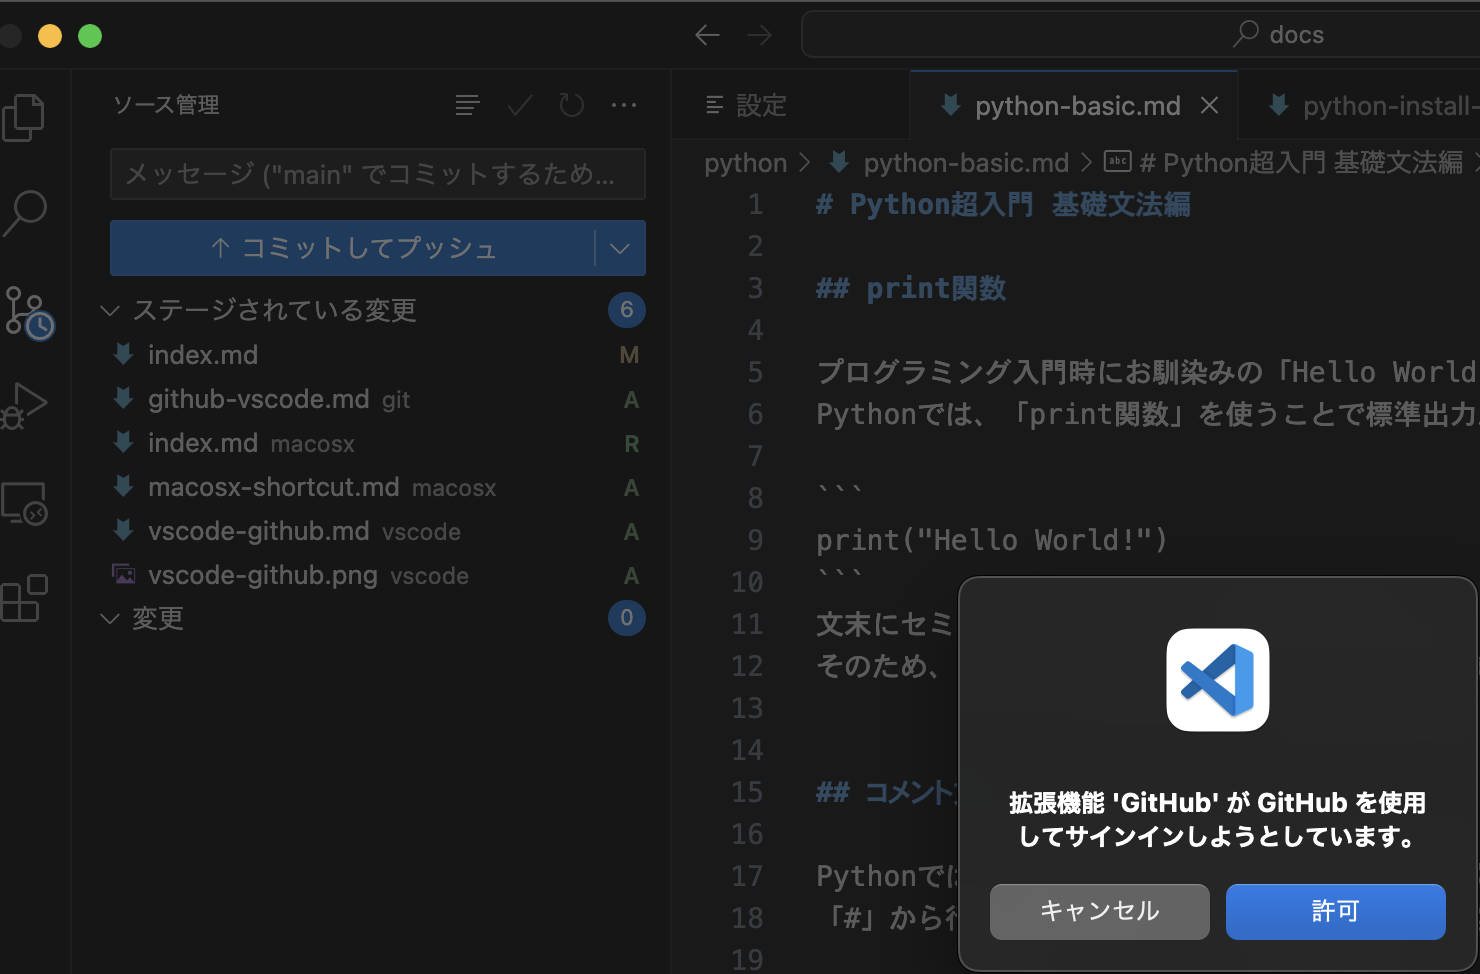 docs
ソース管理
メッセージ ("main" でコミットするため...
↑ コミットしてプッシュ
ステージされている変更 6
index.md M
github-vscode.md git A
index.md macosx R
macosx-shortcut.md macosx A
vscode-github.md vscode A
vscode-github.png vscode A
変更 0
設定
python-basic.md
python-install-
python > python-basic.md > # Python超入門 基礎文法編
1 # Python超入門 基礎文法編
2
3 ## print関数
4
5 プログラミング入門時にお馴染みの「Hello World
6 Pythonでは、「print関数」を使うことで標準出力
7
8 ```
9 print("Hello World!")
10 ```
11 文末にセミ
12 そのため、
13
14
15 ## コメント
16
17 Pythonでは
18 「#」から行
19
拡張機能 'GitHub' が GitHub を使用
してサインインしようとしています。
キャンセル
許可